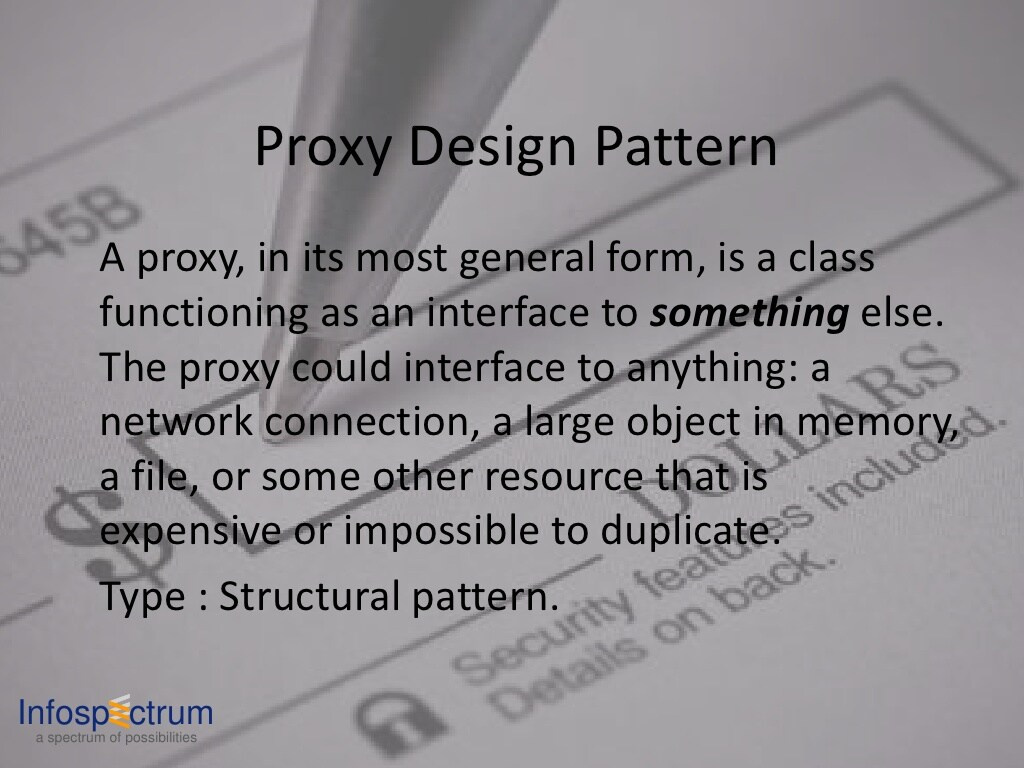 Proxy Design Pattern
645B
A proxy, in its most general form, is a class
functioning as an interface to something else.
The proxy could interface to anything: a
network connection, a large object in memory,
a file, or some other resource that is
expensive or impossible to duplicate.
Type : Structural pattern.
$
DOLLARS
Security features included.
Details on back.
Infospectrum
a spectrum of possibilities